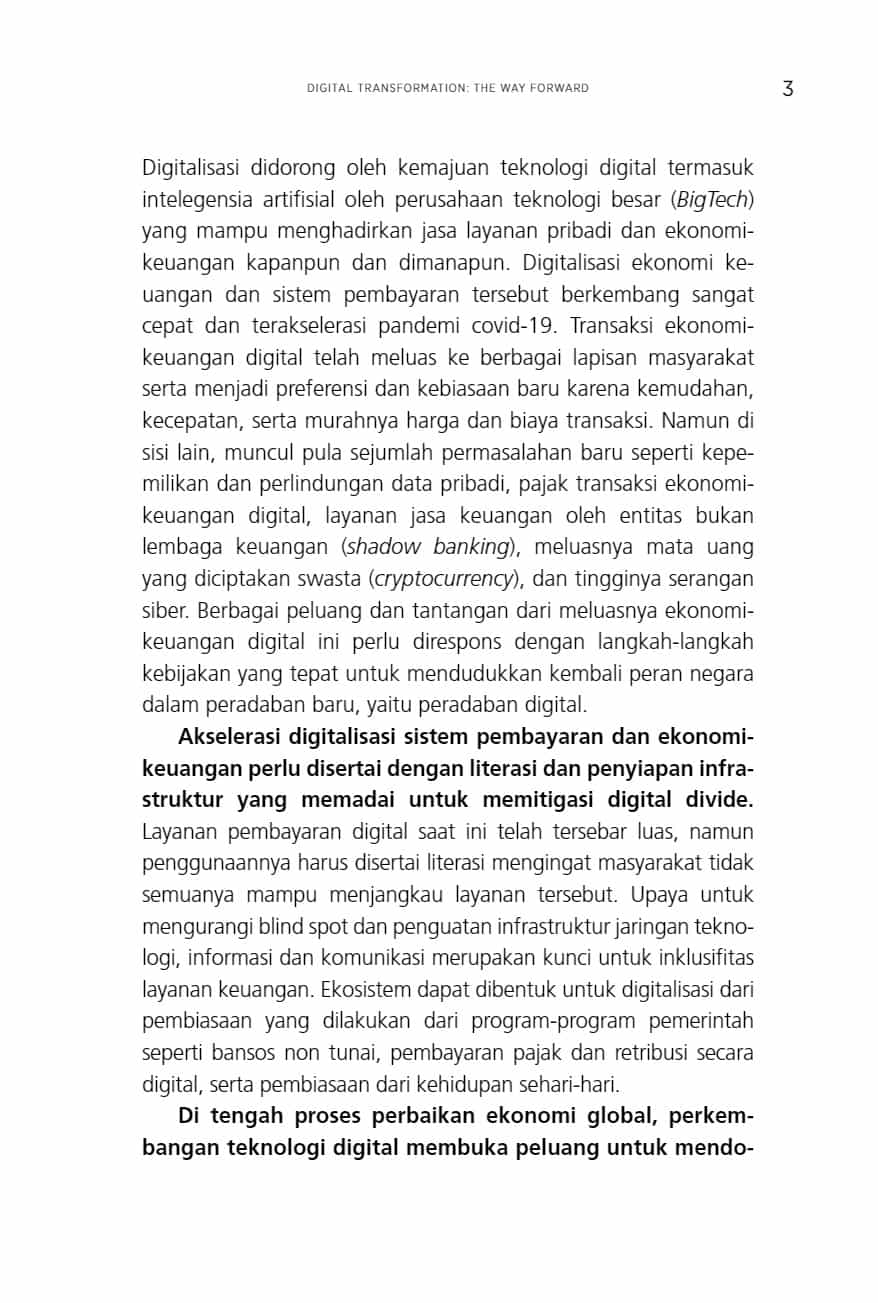 DIGITAL TRANSFORMATION: THE WAY FORWARD
3
Digitalisasi didorong oleh kemajuan teknologi digital termasuk
intelegensia artifisial oleh perusahaan teknologi besar (BigTech)
yang mampu menghadirkan jasa layanan pribadi dan ekonomi-
keuangan kapanpun dan dimanapun. Digitalisasi ekonomi ke-
uangan dan sistem pembayaran tersebut berkembang sangat
cepat dan terakselerasi pandemi covid-19. Transaksi ekonomi-
keuangan digital telah meluas ke berbagai lapisan masyarakat
serta menjadi preferensi dan kebiasaan baru karena kemudahan,
kecepatan, serta murahnya harga dan biaya transaksi. Namun di
sisi lain, muncul pula sejumlah permasalahan baru seperti kepe-
milikan dan perlindungan data pribadi, pajak transaksi ekonomi-
keuangan digital, layanan jasa keuangan oleh entitas bukan
lembaga keuangan (shadow banking), meluasnya mata uang
yang diciptakan swasta (cryptocurrency), dan tingginya serangan
siber. Berbagai peluang dan tantangan dari meluasnya ekonomi-
keuangan digital ini perlu direspons dengan langkah-langkah
kebijakan yang tepat untuk mendudukkan kembali peran negara
dalam peradaban baru, yaitu peradaban digital.
Akselerasi digitalisasi sistem pembayaran dan ekonomi-
keuangan perlu disertai dengan literasi dan penyiapan infra-
struktur yang memadai untuk memitigasi digital divide.
Layanan pembayaran digital saat ini telah tersebar luas, namun
penggunaannya harus disertai literasi mengingat masyarakat tidak
semuanya mampu menjangkau layanan tersebut. Upaya untuk
mengurangi blind spot dan penguatan infrastruktur jaringan tekno-
logi, informasi dan komunikasi merupakan kunci untuk inklusifitas
layanan keuangan. Ekosistem dapat dibentuk untuk digitalisasi dari
pembiasaan yang dilakukan dari program-program pemerintah
seperti bansos non tunai, pembayaran pajak dan retribusi secara
digital, serta pembiasaan dari kehidupan sehari-hari.
Di tengah proses perbaikan ekonomi global, perkem-
bangan teknologi digital membuka peluang untuk mendo-